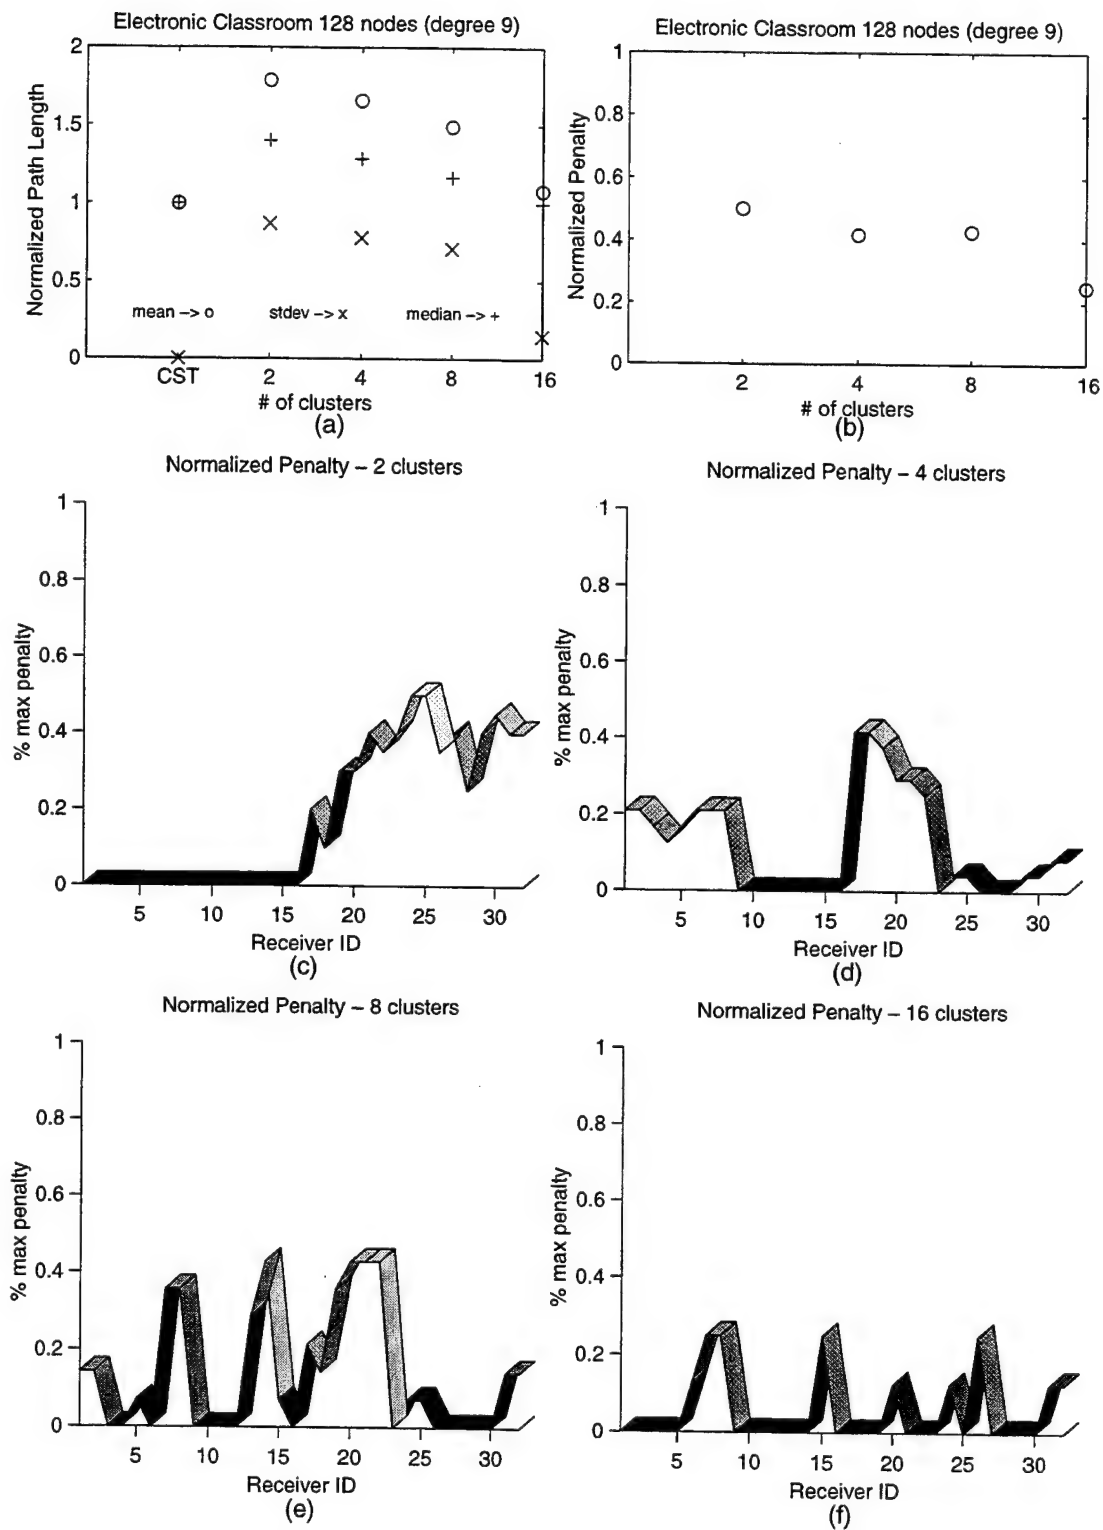 Electronic Classroom 128 nodes (degree 9)
Normalized Path Length
2
1.5
1
0.5
0
mean -> o
stdev -> x
median -> +
CST
2
4
8
16
# of clusters
(a)
Electronic Classroom 128 nodes (degree 9)
Normalized Penalty
1
0.8
0.6
0.4
0.2
0
2
4
8
16
# of clusters
(b)
Normalized Penalty – 2 clusters
% max penalty
1
0.8
0.6
0.4
0.2
0
5
10
15
20
25
30
Receiver ID
(c)
Normalized Penalty – 4 clusters
% max penalty
1
0.8
0.6
0.4
0.2
0
5
10
15
20
25
30
Receiver ID
(d)
Normalized Penalty – 8 clusters
% max penalty
1
0.8
0.6
0.4
0.2
0
5
10
15
20
25
30
Receiver ID
(e)
Normalized Penalty – 16 clusters
% max penalty
1
0.8
0.6
0.4
0.2
0
5
10
15
20
25
30
Receiver ID
(f)